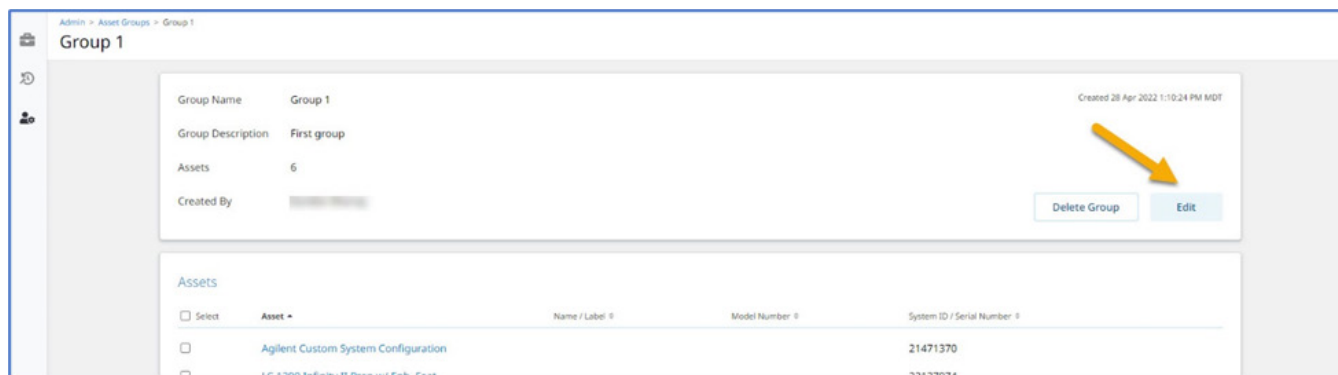 Admin > Asset Groups > Group 1
Group 1
Group Name Group 1
Created 28 Apr 2022 1:10:24 PM MDT
Group Description First group
Assets 6
Created By
Delete Group Edit
Assets
Select Asset Name / Label Model Number System ID / Serial Number
Agilent Custom System Configuration 21471370